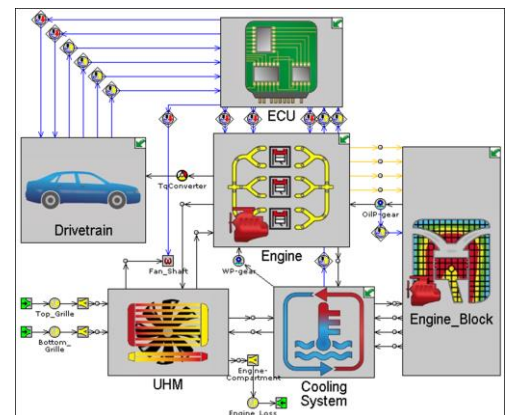 ECU
TqConverter
OilP-gear
Drivetrain
Engine
Fan_Shaft
WP-gear
Top_Grille
Bottom_
Grille
Engine_Block
Engine-
Compartment
UHM
Cooling
System
Engine_Loss